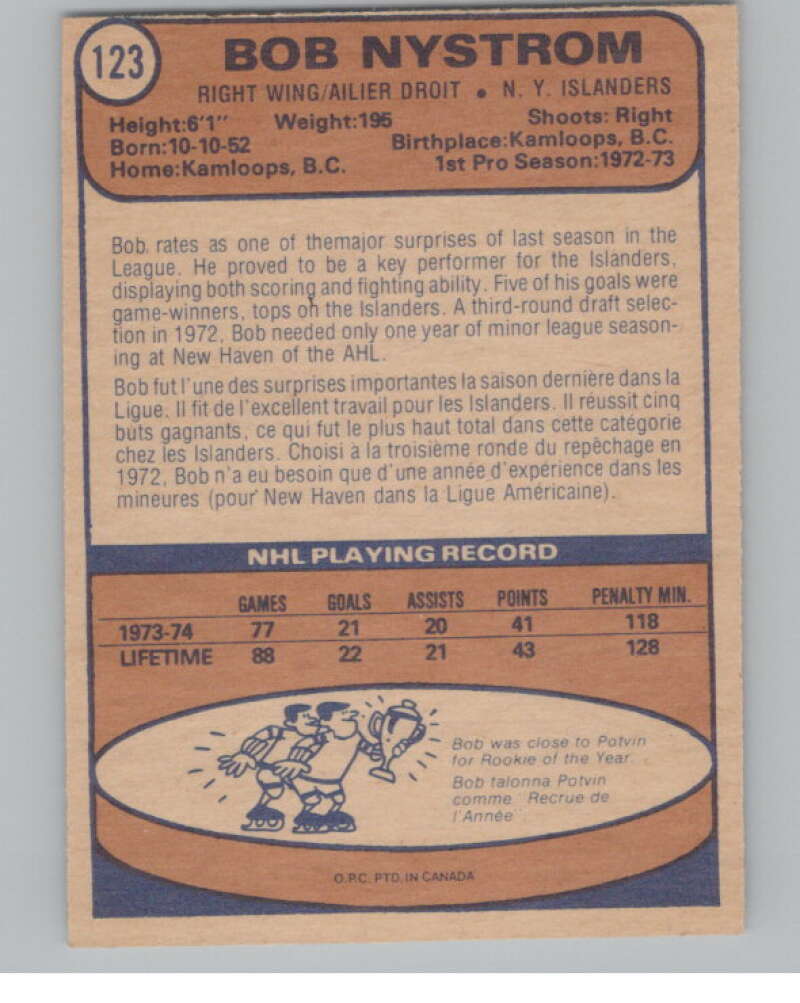 123
BOB NYSTROM
RIGHT WING/AILIER DROIT • N. Y. ISLANDERS
Height:6'1" Weight:195 Shoots: Right
Born:10-10-52 Birthplace:Kamloops, B.C.
Home:Kamloops, B.C. 1st Pro Season:1972-73
Bob. rates as one of themajor surprises of last season in the
League. He proved to be a key performer for the Islanders,
displaying both scoring and fighting ability. Five of his goals were
game-winners, tops on the Islanders. A third-round draft selec-
tion in 1972, Bob needed only one year of minor league season-
ing at New Haven of the AHL.
Bob fut l'une des surprises importantes la saison dernière dans la
Ligue. Il fit de l'excellent travail pour les Islanders. Il réussit cinq
buts gagnants, ce qui fut le plus haut total dans cette catégorie
chez les Islanders. Choisi à la troisième ronde du repêchage en
1972, Bob n'a eu besoin que d'une année d'expérience dans les
mineures (pour New Haven dans la Ligue Américaine).
NHL PLAYING RECORD
GAMES GOALS ASSISTS POINTS PENALTY MIN.
1973-74 77 21 20 41 118
LIFETIME 88 22 21 43 128
Bob was close to Potvin
for Rookie of the Year.
Bob talonna Potvin
comme "Recrue de
l'Année"
O.P.C. PTD. IN CANADA